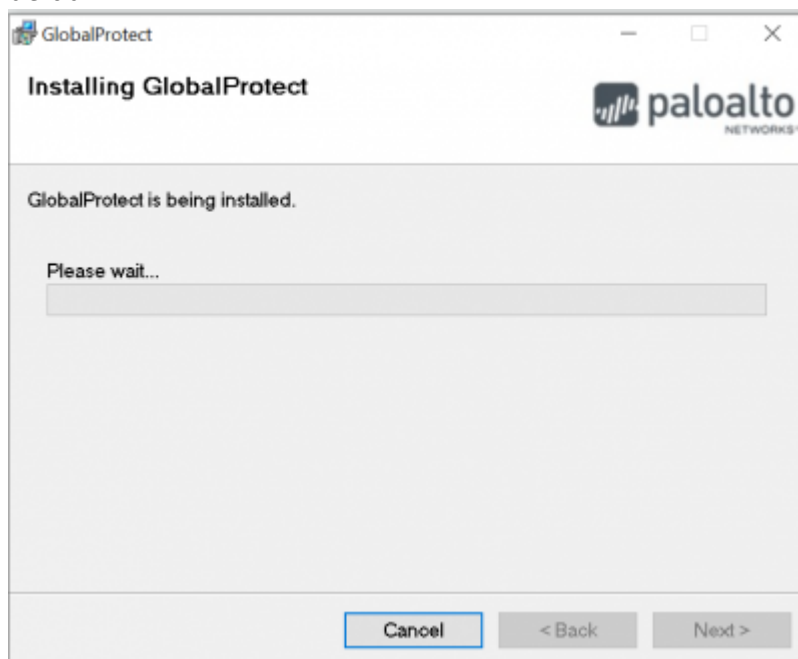 GlobalProtect
Installing GlobalProtect
paloalto
NETWORKS
GlobalProtect is being installed.
Please wait...
Cancel
< Back
Next >